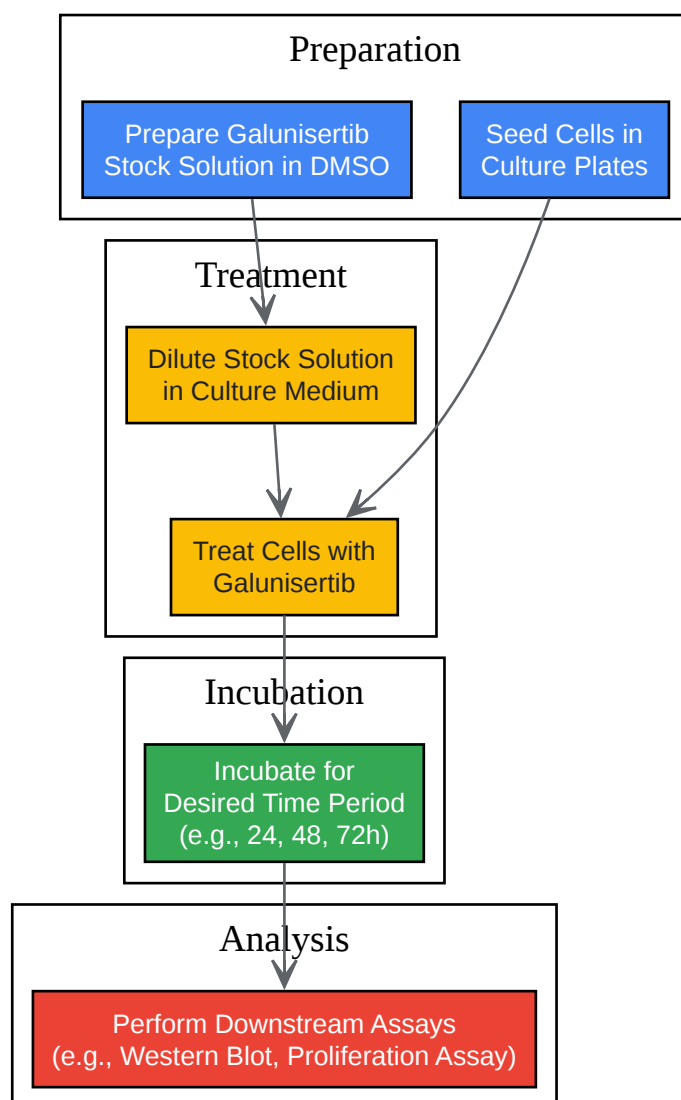 Preparation
Prepare Galunisertib
Stock Solution in DMSO
Seed Cells in
Culture Plates
Treatment
Dilute Stock Solution
in Culture Medium
Treat Cells with
Galunisertib
Incubation
Incubate for
Desired Time Period
(e.g., 24, 48, 72h)
Analysis
Perform Downstream Assays
(e.g., Western Blot, Proliferation Assay)